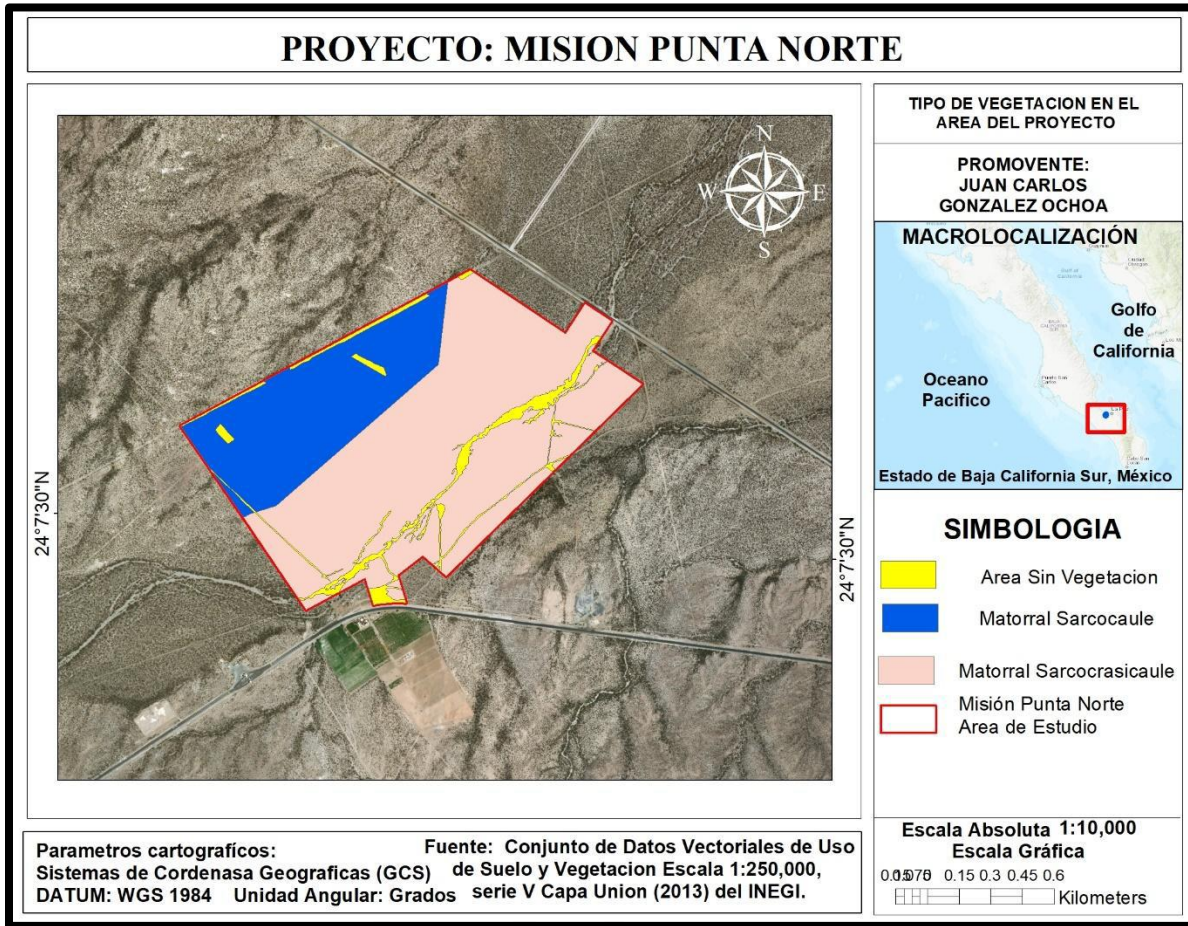 PROYECTO: MISION PUNTA NORTE
N
W
E
S
24°7'30"N
24°7'30"N
TIPO DE VEGETACION EN EL
AREA DEL PROYECTO
PROMOVENTE:
JUAN CARLOS
GONZALEZ OCHOA
MACROLOCALIZACIÓN
Golfo
de
California
Oceano
Pacifico
Estado de Baja California Sur, México
SIMBOLOGIA
Area Sin Vegetacion
Matorral Sarcocaule
Matorral Sarcocrasicaule
Misión Punta Norte
Area de Estudio
Escala Absoluta 1:10,000
Escala Gráfica
0.15 0.3 0.45 0.6
Kilometers
Parametros cartografícos:
Sistemas de Cordenasa Geograficas (GCS)
DATUM: WGS 1984 Unidad Angular: Grados
Fuente: Conjunto de Datos Vectoriales de Uso
de Suelo y Vegetacion Escala 1:250,000,
serie V Capa Union (2013) del INEGI.